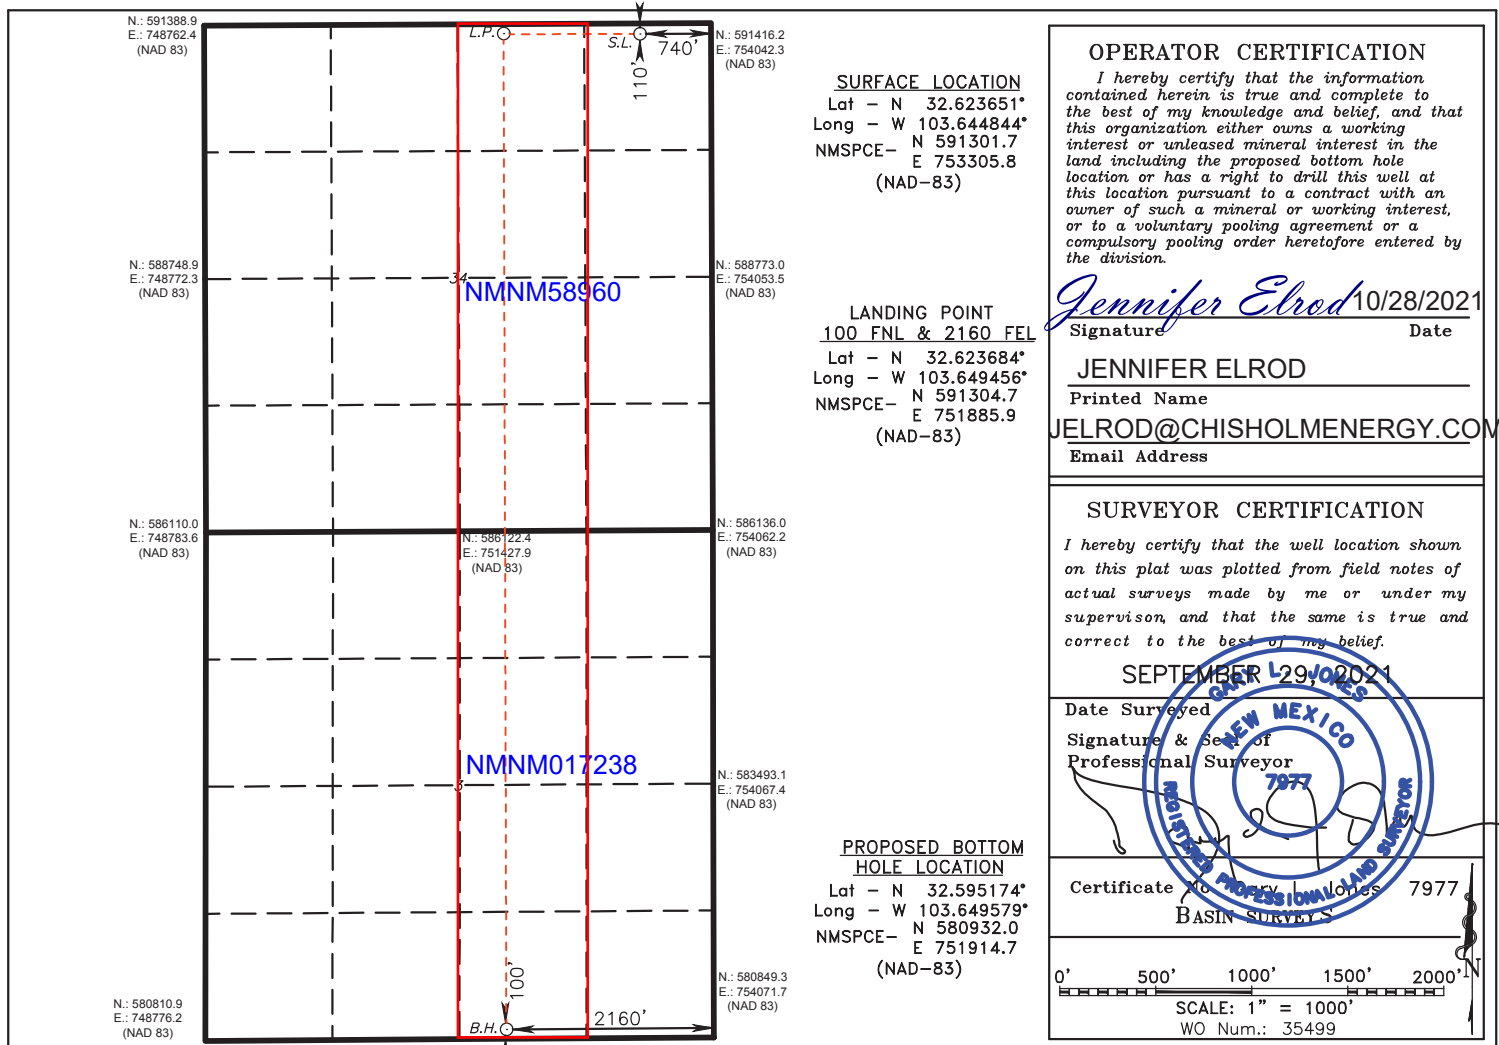 N.: 591388.9
E.: 748762.4
(NAD 83)
L.P.
S.L.
740'
110'
N.: 591416.2
E.: 754042.3
(NAD 83)
N.: 588748.9
E.: 748772.3
(NAD 83)
34
NMNM58960
N.: 588773.0
E.: 754053.5
(NAD 83)
N.: 586110.0
E.: 748783.6
(NAD 83)
N.: 586122.4
E.: 751427.9
(NAD 83)
N.: 586136.0
E.: 754062.2
(NAD 83)
NMNM017238
3
N.: 583493.1
E.: 754067.4
(NAD 83)
N.: 580810.9
E.: 748776.2
(NAD 83)
B.H.
100'
2160'
N.: 580849.3
E.: 754071.7
(NAD 83)
SURFACE LOCATION
Lat - N 32.623651°
Long - W 103.644844°
NMSPCE- N 591301.7
E 753305.8
(NAD-83)
LANDING POINT
100 FNL & 2160 FEL
Lat - N 32.623684°
Long - W 103.649456°
NMSPCE- N 591304.7
E 751885.9
(NAD-83)
PROPOSED BOTTOM
HOLE LOCATION
Lat - N 32.595174°
Long - W 103.649579°
NMSPCE- N 580932.0
E 751914.7
(NAD-83)
OPERATOR CERTIFICATION
I hereby certify that the information
contained herein is true and complete to
the best of my knowledge and belief, and that
this organization either owns a working
interest or unleased mineral interest in the
land including the proposed bottom hole
location or has a right to drill this well at
this location pursuant to a contract with an
owner of such a mineral or working interest,
or to a voluntary pooling agreement or a
compulsory pooling order heretofore entered by
the division.
Jennifer Elrod 10/28/2021
Signature Date
JENNIFER ELROD
Printed Name
JELROD@CHISHOLMENERGY.COM
Email Address
SURVEYOR CERTIFICATION
I hereby certify that the well location shown
on this plat was plotted from field notes of
actual surveys made by me or under my
supervison, and that the same is true and
correct to the best of my belief.
SEPTEMBER 29, 2021
Date Surveyed
Signature & Seal of
Professional Surveyor
GARY L. JONES
NEW MEXICO
7977
REGISTERED PROFESSIONAL LAND SURVEYOR
Certificate No. Gary L. Jones 7977
BASIN SURVEYS
N
0' 500' 1000' 1500' 2000'
SCALE: 1" = 1000'
WO Num.: 35499